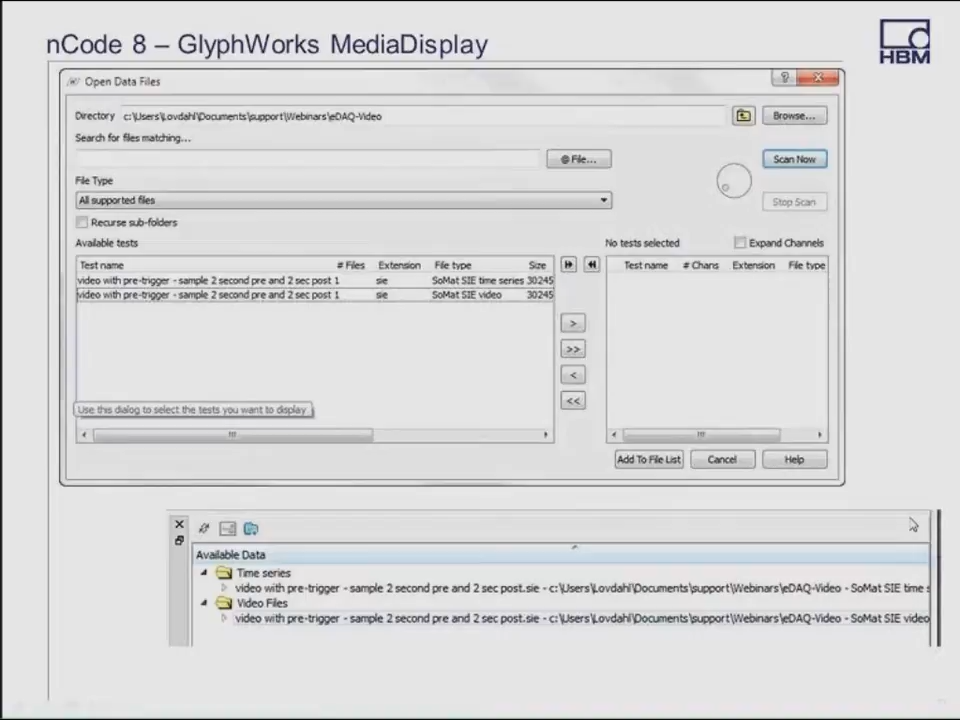 nCode 8 – GlyphWorks MediaDisplay
HBM
Open Data Files
Directory c:\Users\Lovdahl\Documents\support\Webinars\eDAQ-Video Browse...
Search for files matching...
@ File... Scan Now
File Type
All supported files Stop Scan
Recurse sub-folders
Available tests No tests selected Expand Channels
Test name # Files Extension File type Size Test name # Chans Extension File type
video with pre-trigger - sample 2 second pre and 2 sec post 1 sie SoMat SIE time series 30245
video with pre-trigger - sample 2 second pre and 2 sec post 1 sie SoMat SIE video 30245
>
>>
<
<<
Use this dialog to select the tests you want to display
Add To File List Cancel Help
Available Data
Time series
video with pre-trigger - sample 2 second pre and 2 sec post.sie - c:\Users\Lovdahl\Documents\support\Webinars\eDAQ-Video - SoMat SIE time s
Video Files
video with pre-trigger - sample 2 second pre and 2 sec post.sie - c:\Users\Lovdahl\Documents\support\Webinars\eDAQ-Video - SoMat SIE video